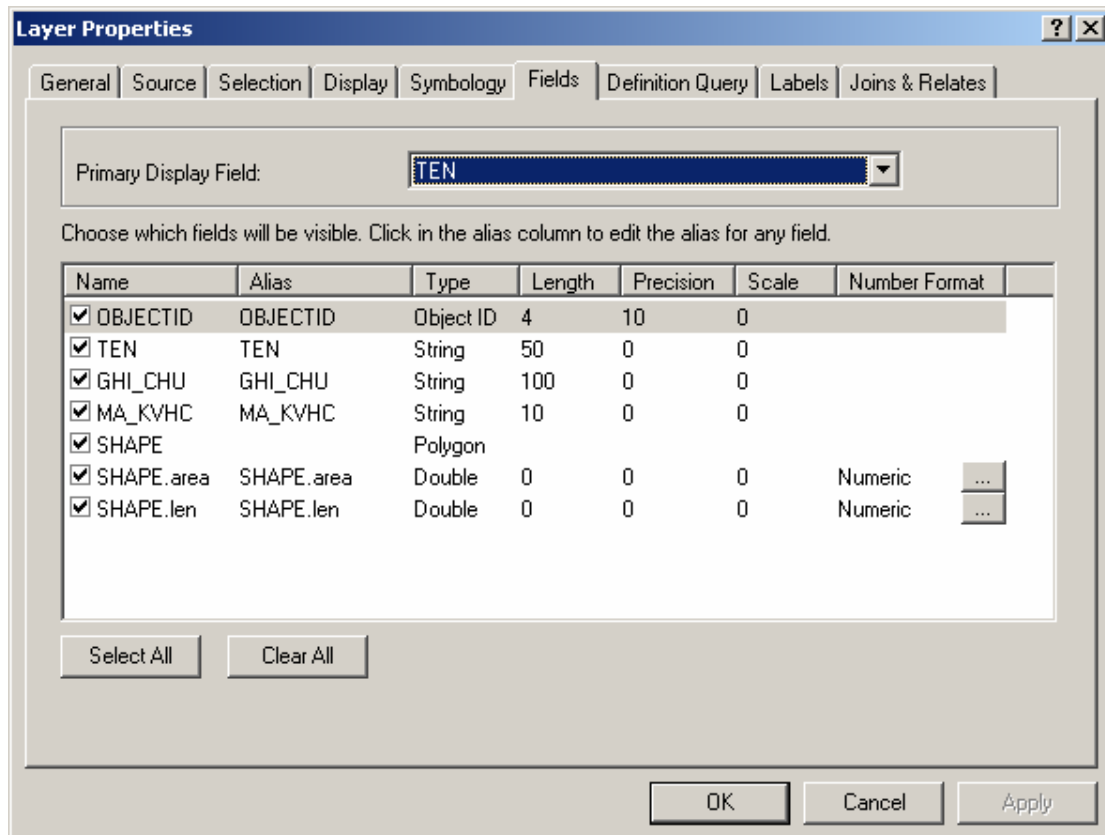 Layer Properties ? X
General Source Selection Display Symbology Fields Definition Query Labels Joins & Relates
Primary Display Field: TEN
Choose which fields will be visible. Click in the alias column to edit the alias for any field.
Name Alias Type Length Precision Scale Number Format
OBJECTID OBJECTID Object ID 4 10 0
TEN TEN String 50 0 0
GHI_CHU GHI_CHU String 100 0 0
MA_KVHC MA_KVHC String 10 0 0
SHAPE Polygon
SHAPE.area SHAPE.area Double 0 0 0 Numeric ...
SHAPE.len SHAPE.len Double 0 0 0 Numeric ...
Select All Clear All
OK Cancel Apply